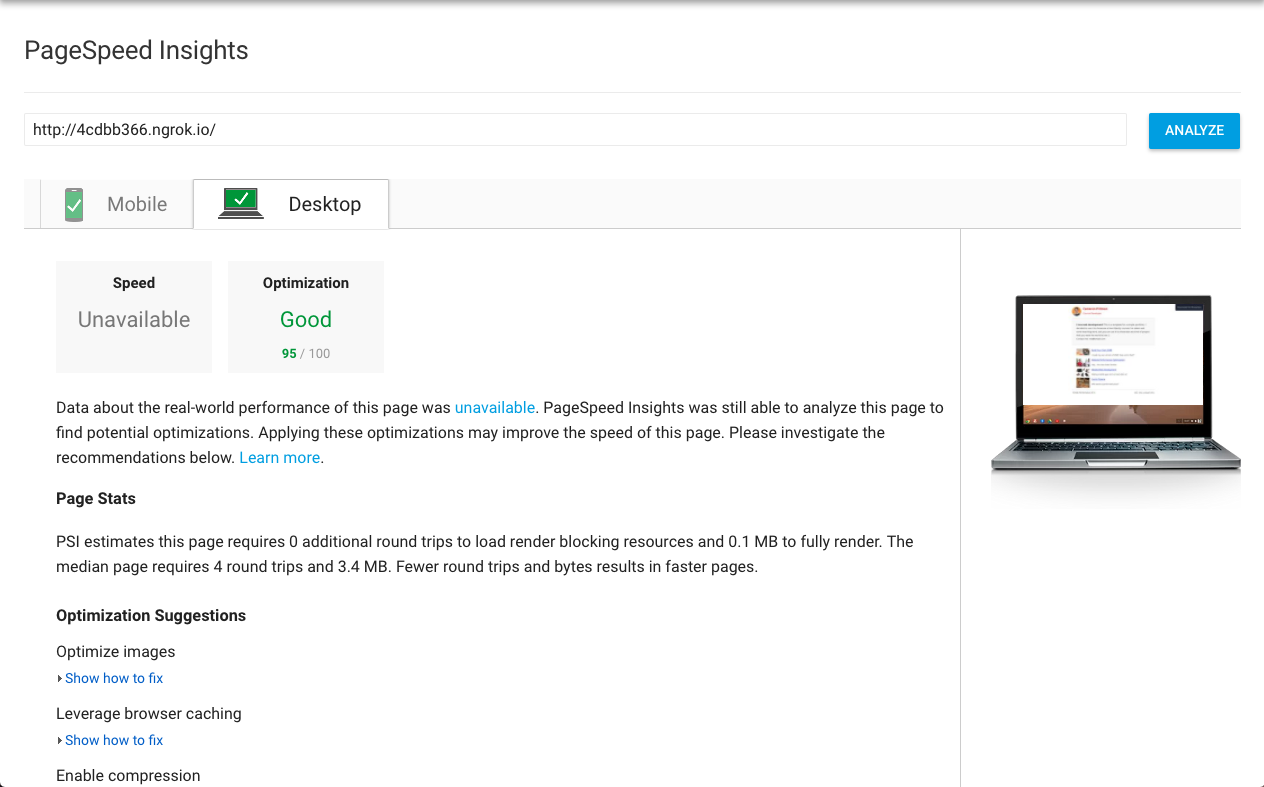 PageSpeed Insights
http://4cdbb366.ngrok.io/
ANALYZE
Mobile
Desktop
Speed
Unavailable
Optimization
Good
95 / 100
Data about the real-world performance of this page was unavailable. PageSpeed Insights was still able to analyze this page to
find potential optimizations. Applying these optimizations may improve the speed of this page. Please investigate the
recommendations below. Learn more.
Page Stats
PSI estimates this page requires 0 additional round trips to load render blocking resources and 0.1 MB to fully render. The
median page requires 4 round trips and 3.4 MB. Fewer round trips and bytes results in faster pages.
Optimization Suggestions
Optimize images
Show how to fix
Leverage browser caching
Show how to fix
Enable compression